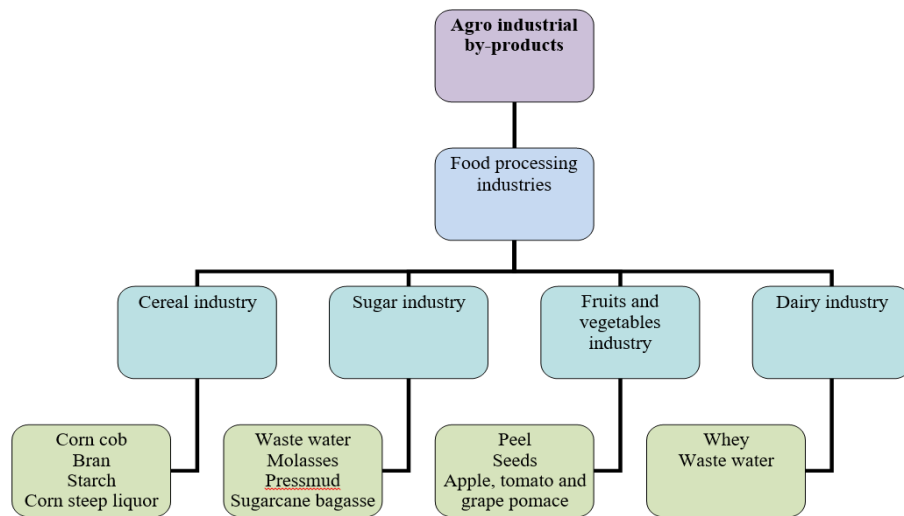 Agro industrial
by-products
Food processing
industries
Cereal industry
Sugar industry
Fruits and
vegetables
industry
Dairy industry
Corn cob
Bran
Starch
Corn steep liquor
Waste water
Molasses
Pressmud
Sugarcane bagasse
Peel
Seeds
Apple, tomato and
grape pomace
Whey
Waste water